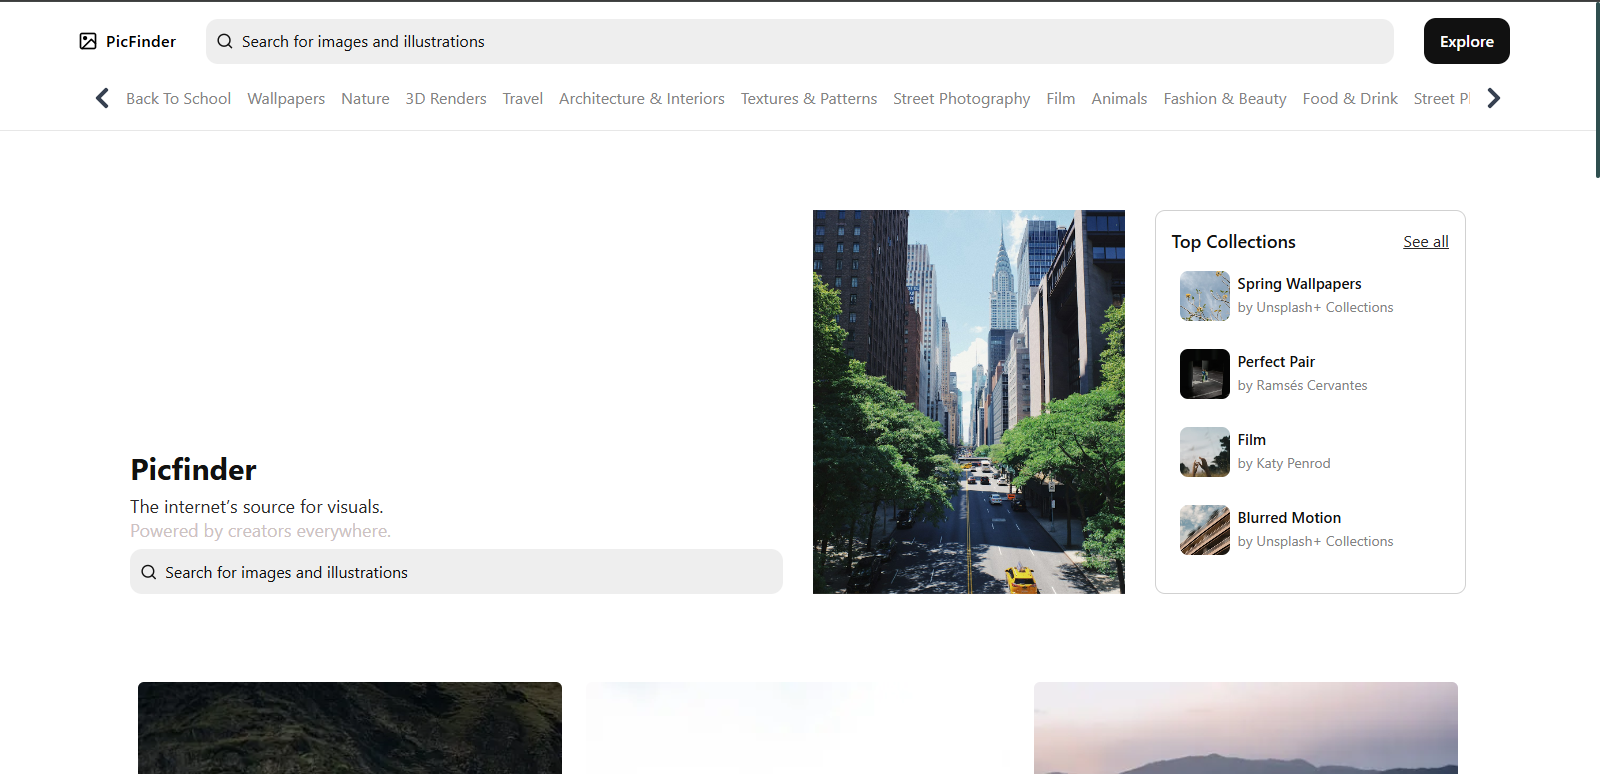 PicFinder
Search for images and illustrations
Explore
Back To School Wallpapers Nature 3D Renders Travel Architecture & Interiors Textures & Patterns Street Photography Film Animals Fashion & Beauty Food & Drink Street
Top Collections
See all
Spring Wallpapers
by Unsplash+ Collections
Perfect Pair
by Ramsés Cervantes
Film
by Katy Penrod
Blurred Motion
by Unsplash+ Collections
Picfinder
The internet’s source for visuals.
Powered by creators everywhere.
Search for images and illustrations